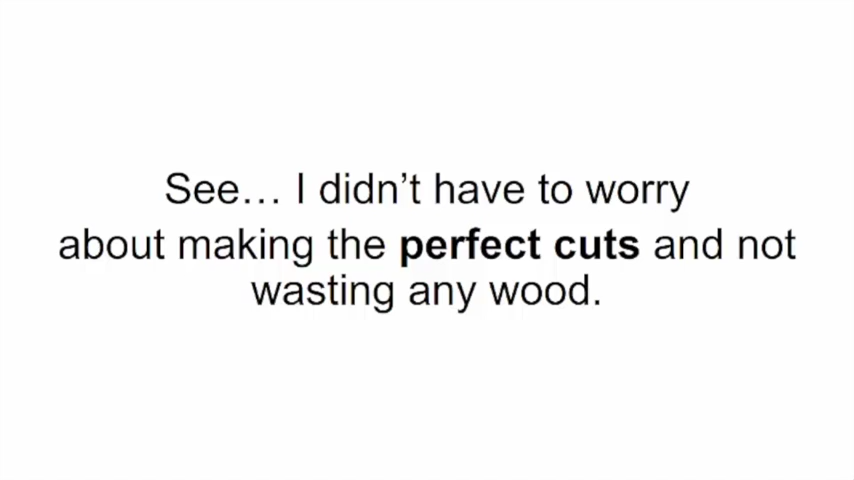 See… I didn’t have to worry
about making the perfect cuts and not
wasting any wood.